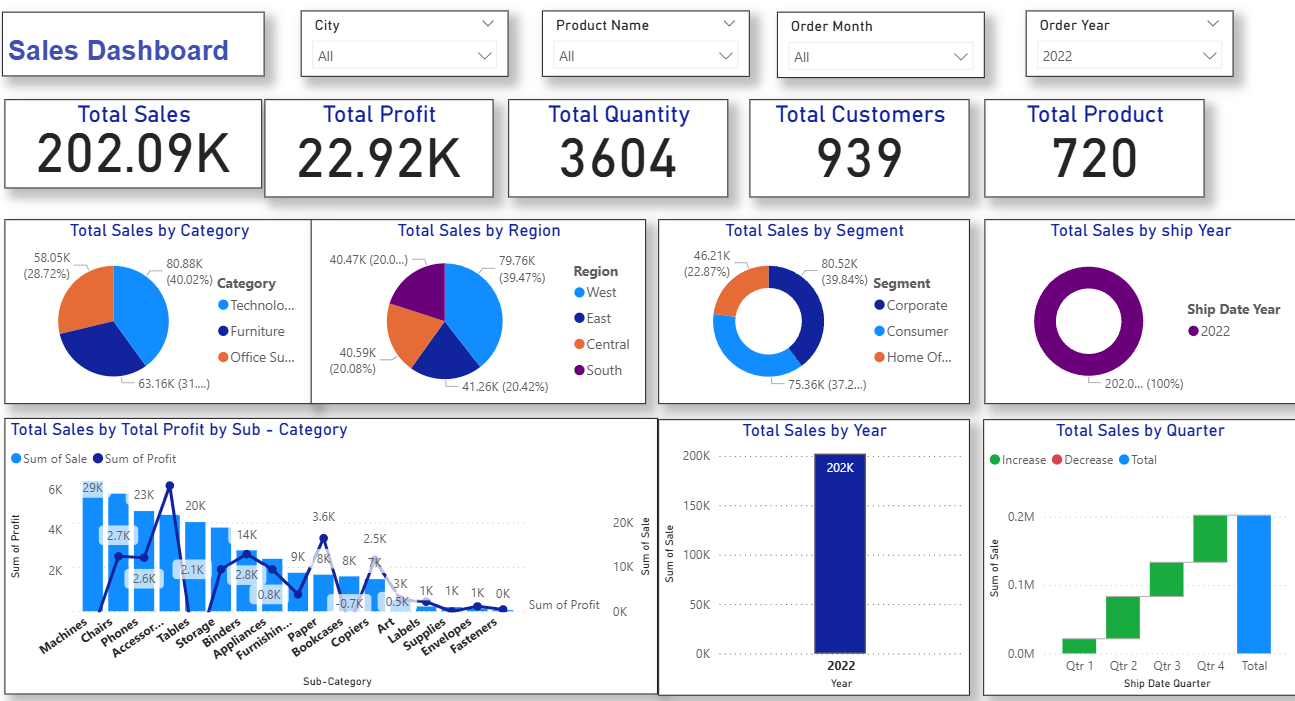 Sales Dashboard
City
All
Product Name
All
Order Month
All
Order Year
2022
Total Sales
202.09K
Total Profit
22.92K
Total Quantity
3604
Total Customers
939
Total Product
720
Total Sales by Category
58.05K
(28.72%)
80.88K
(40.02%)
63.16K (31....)
Category
Technolo...
Furniture
Office Su...
Total Sales by Region
40.47K (20.0...)
79.76K
(39.47%)
40.59K
(20.08%)
41.26K (20.42%)
Region
West
East
Central
South
Total Sales by Segment
46.21K
(22.87%)
80.52K
(39.84%)
75.36K (37.2...)
Segment
Corporate
Consumer
Home Of...
Total Sales by ship Year
Ship Date Year
2022
202.0... (100%)
Total Sales by Total Profit by Sub - Category
Sum of Sale Sum of Profit
Sum of Profit
6K
4K
2K
29K
23K
20K
14K
9K
8K
8K
7K
3K
1K
1K
1K
0K
2.7K
2.6K
2.1K
2.8K
0.8K
3.6K
-0.7K
2.5K
0.5K
20K
10K
0K
Sum of Sale
Sum of Profit
Machines
Chairs
Phones
Accessor...
Tables
Storage
Binders
Appliances
Furnishin...
Paper
Bookcases
Copiers
Art
Labels
Supplies
Envelopes
Fasteners
Sub-Category
Total Sales by Year
Sum of Sale
200K
150K
100K
50K
0K
202K
2022
Year
Total Sales by Quarter
Increase Decrease Total
Sum of Sale
0.2M
0.1M
0.0M
Qtr 1 Qtr 2 Qtr 3 Qtr 4 Total
Ship Date Quarter